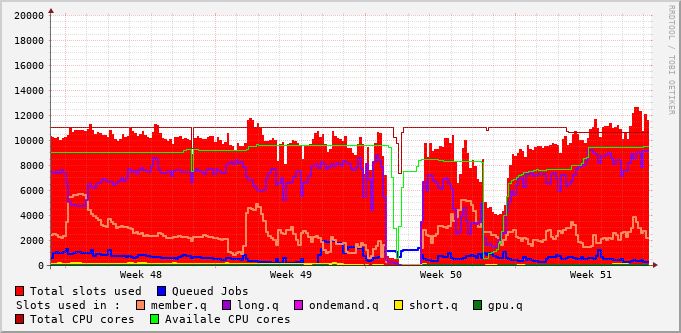 20000
18000
16000
14000
12000
10000
8000
6000
4000
2000
0
Week 48 Week 49 Week 50 Week 51
RRDTOOL / TOBI OETIKER
Total slots used Queued Jobs
Slots used in : member.q long.q ondemand.q short.q gpu.q
Total CPU cores Availale CPU cores